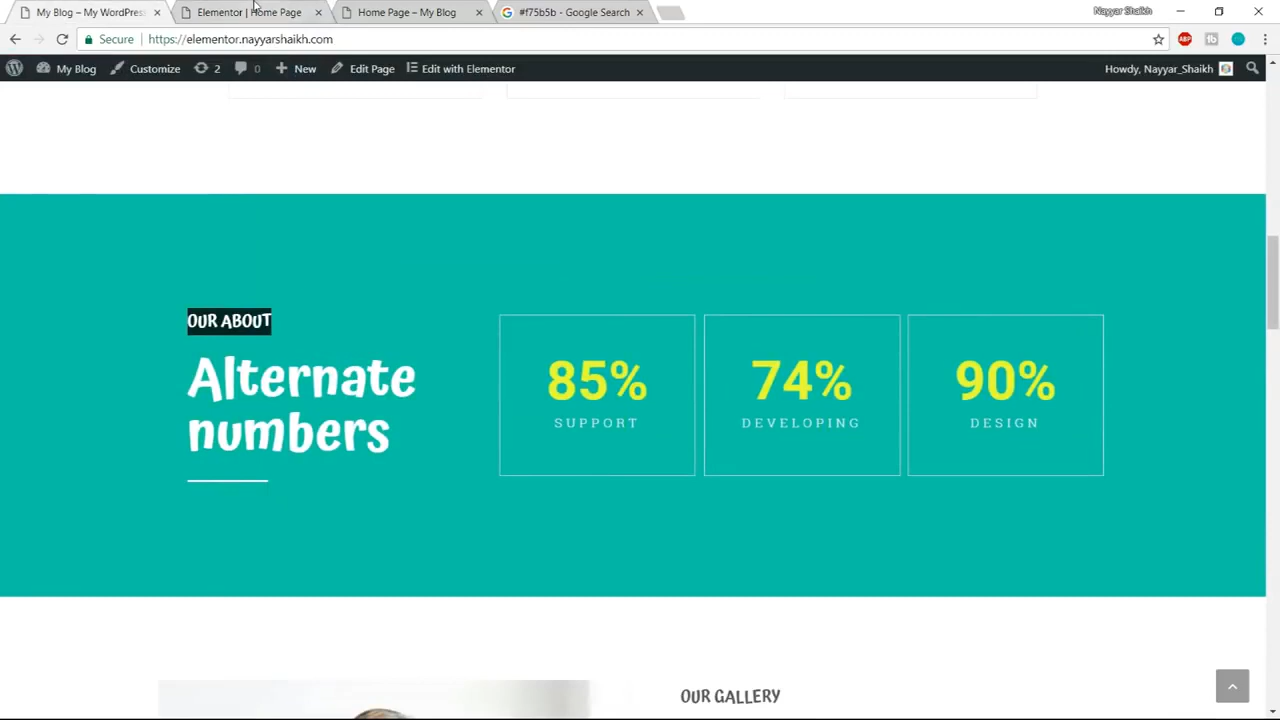 My Blog – My WordPres
Elementor | Home Page
Home Page – My Blog
#f75b5b - Google Search
Nayyar Shaikh
Secure
https://elementor.nayyarshaikh.com
ABP
tb
My Blog
Customize
2
0
New
Edit Page
Edit with Elementor
Howdy, Nayyar_Shaikh
OUR ABOUT
Alternate
numbers
85%
SUPPORT
74%
DEVELOPING
90%
DESIGN
OUR GALLERY